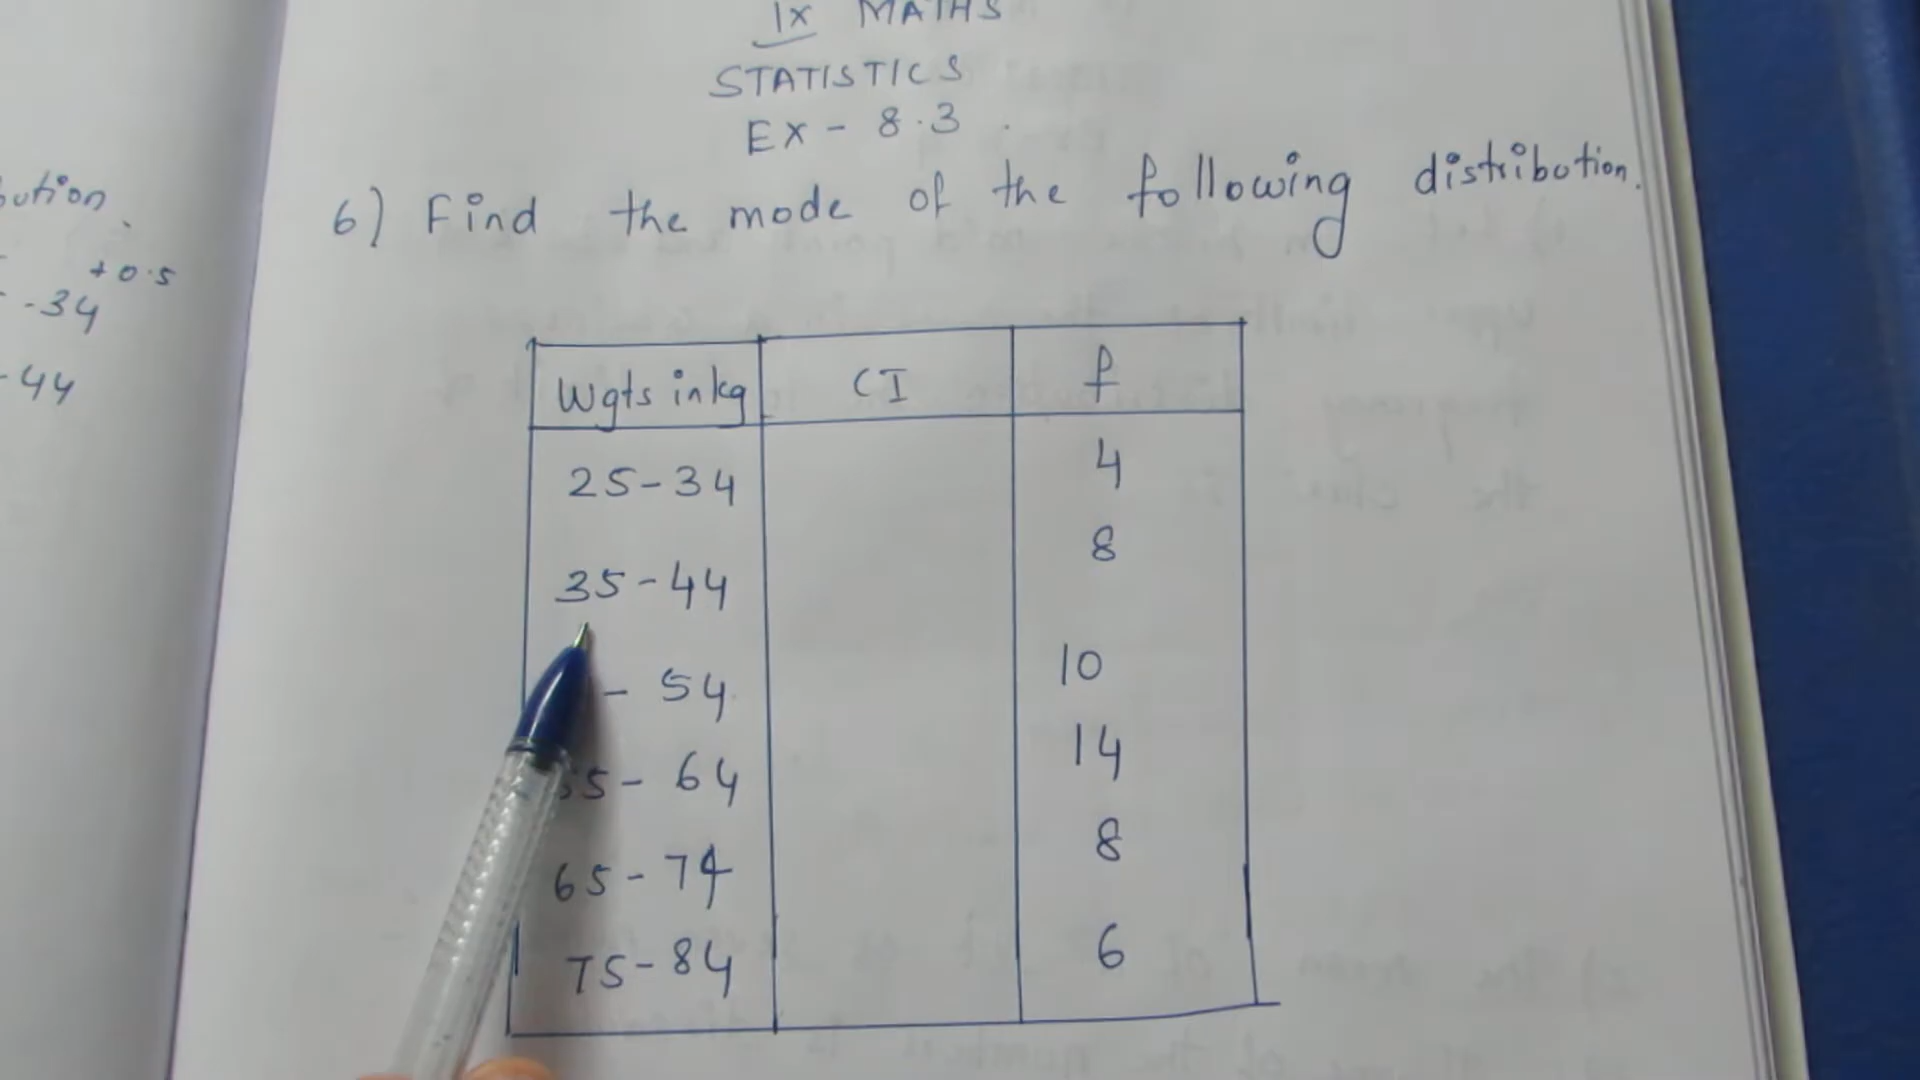 IX MATHS
STATISTICS
EX - 8.3
6) Find the mode of the following distribution.
Wgts in kg CI f
25-34 4
35-44 8
- 54 10
5- 64 14
65-74 8
75-84 6
+0.5
-34
-44